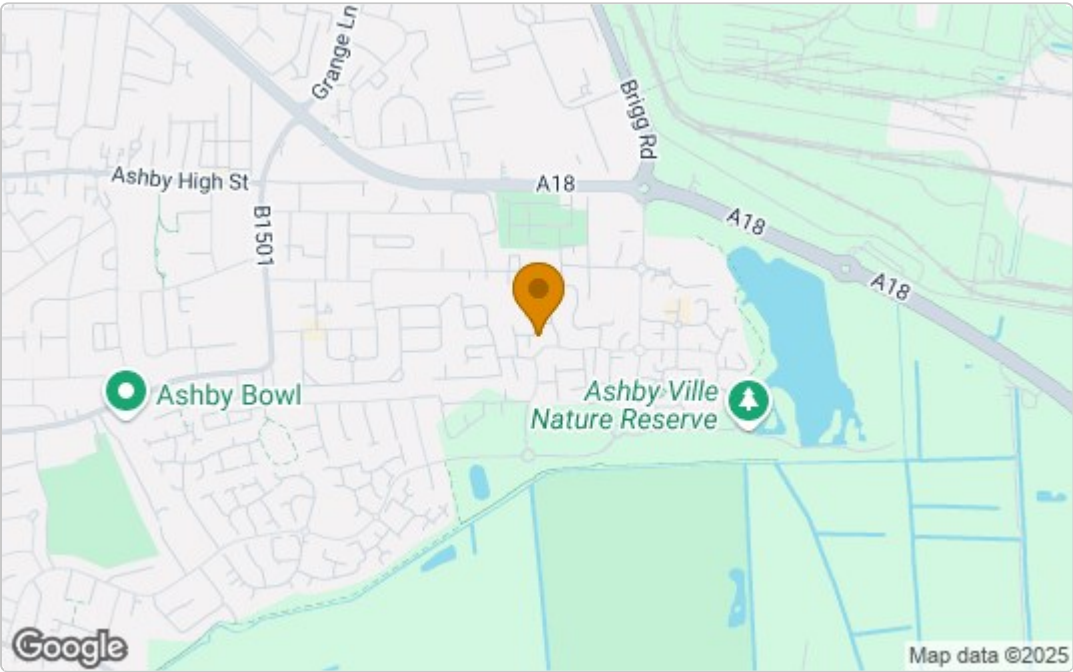 Grange Ln
Brigg Rd
Ashby High St
A18
B1501
A18
A18
Ashby Bowl
Ashby Ville
Nature Reserve
Google
Map data ©2025